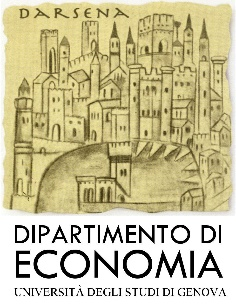 DARSENA
DIPARTIMENTO DI
ECONOMIA
UNIVERSITÀ DEGLI STUDI DI GENOVA